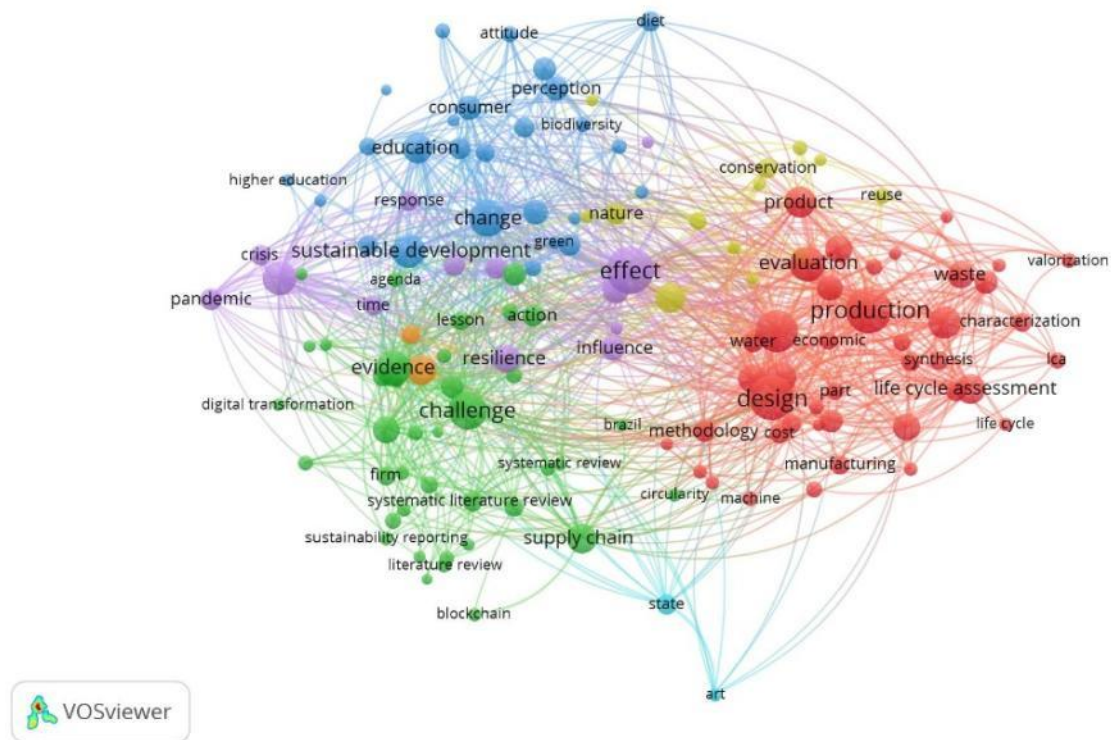 diet
attitude
perception
consumer
biodiversity
education
conservation
higher education
response
product
reuse
nature
change
sustainable development
green
crisis
effect
evaluation
waste
valorization
agenda
pandemic
time
production
lesson
action
characterization
water
economic
influence
resilience
synthesis
lca
evidence
part
life cycle assessment
digital transformation
challenge
design
brazil
methodology
cost
life cycle
systematic review
manufacturing
firm
circularity
machine
systematic literature review
sustainability reporting
supply chain
literature review
state
blockchain
art
VOSviewer